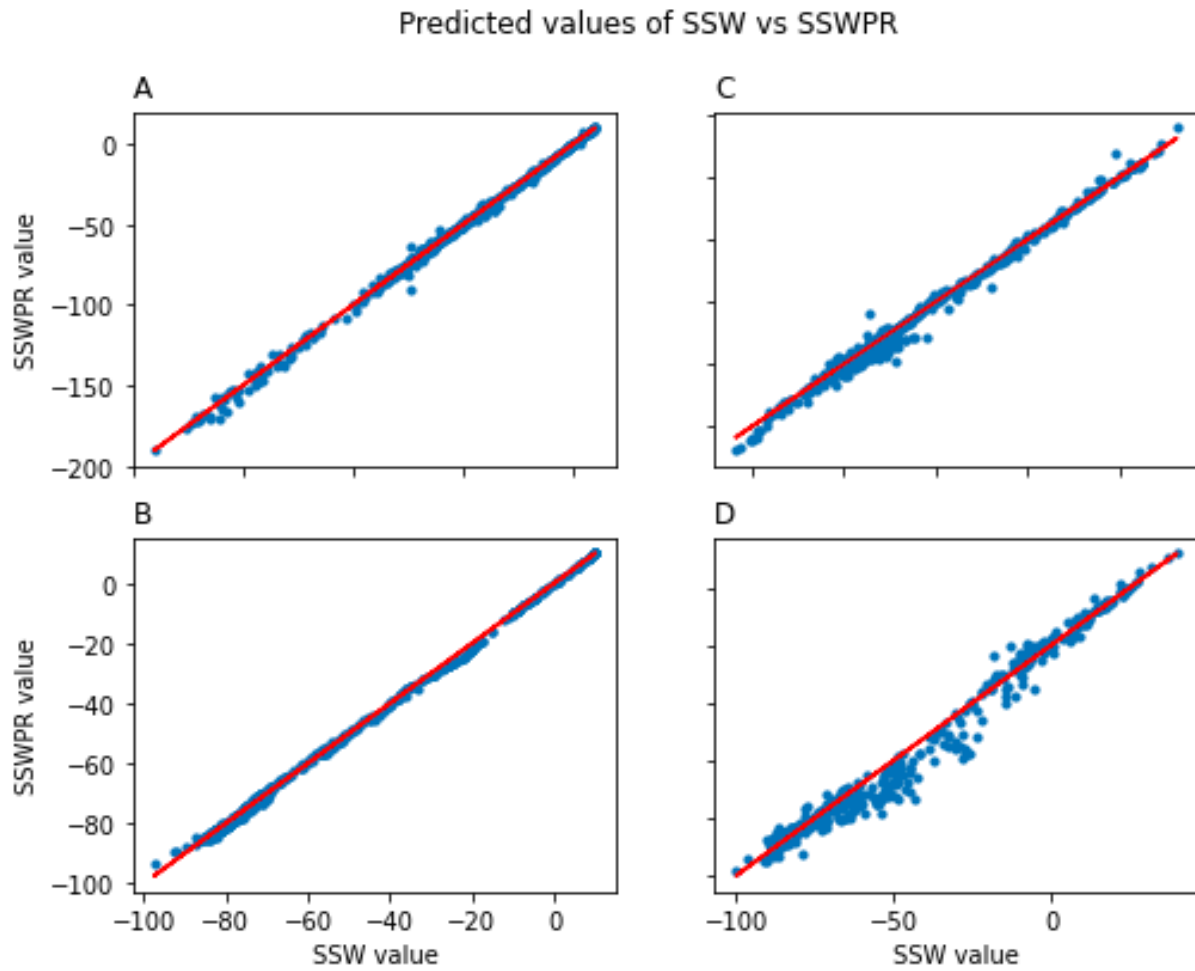 Predicted values of SSW vs SSWPR
A
C
0
−50
−100
−150
−200
SSWPR value
B
D
0
−20
−40
−60
−80
−100
SSWPR value
−100 −80 −60 −40 −20 0
SSW value
−100 −50 0
SSW value